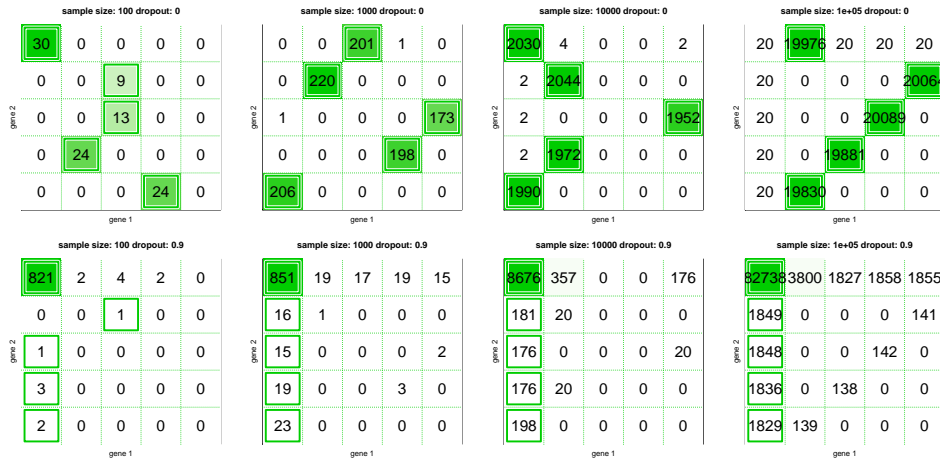 sample size: 100 dropout: 0
30 0 0 0 0
0 0 9 0 0
0 0 13 0 0
0 24 0 0 0
0 0 0 24 0
gene 2
gene 1
sample size: 1000 dropout: 0
0 0 201 1 0
0 220 0 0 0
1 0 0 0 173
0 0 0 198 0
206 0 0 0 0
gene 2
gene 1
sample size: 10000 dropout: 0
2030 4 0 0 2
2 2044 0 0 0
2 0 0 0 1952
2 1972 0 0 0
1990 0 0 0 0
gene 2
gene 1
sample size: 1e+05 dropout: 0
20 19976 20 20 20
20 0 0 0 20064
20 0 0 20089 0
20 0 19881 0 0
20 19830 0 0 0
gene 2
gene 1
sample size: 100 dropout: 0.9
821 2 4 2 0
0 0 1 0 0
1 0 0 0 0
3 0 0 0 0
2 0 0 0 0
gene 2
gene 1
sample size: 1000 dropout: 0.9
851 19 17 19 15
16 1 0 0 0
15 0 0 0 2
19 0 0 3 0
23 0 0 0 0
gene 2
gene 1
sample size: 10000 dropout: 0.9
8676 357 0 0 176
181 20 0 0 0
176 0 0 0 20
176 20 0 0 0
198 0 0 0 0
gene 2
gene 1
sample size: 1e+05 dropout: 0.9
82738 3800 1827 1858 1855
1849 0 0 0 141
1848 0 0 142 0
1836 0 138 0 0
1829 139 0 0 0
gene 2
gene 1